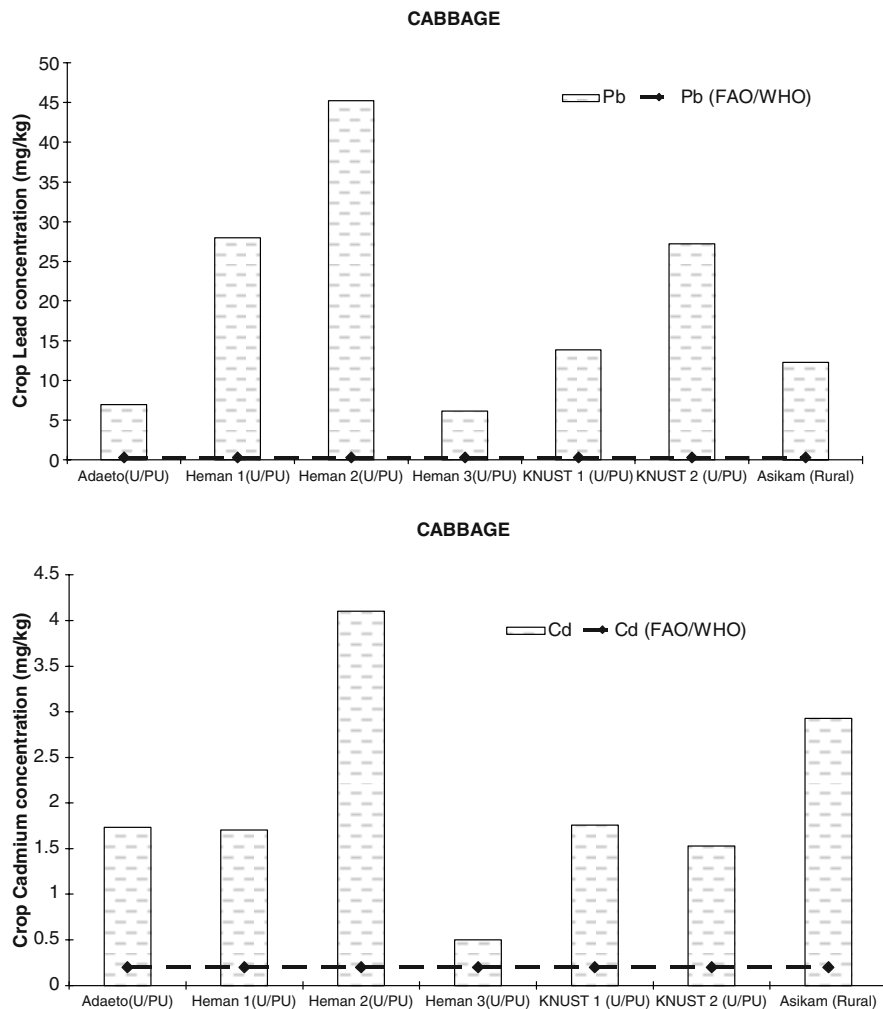 CABBAGE
Crop Lead concentration (mg/kg)
50
45
40
35
30
25
20
15
10
5
0
Pb Pb (FAO/WHO)
Adaeto(U/PU) Heman 1(U/PU) Heman 2(U/PU) Heman 3(U/PU) KNUST 1 (U/PU) KNUST 2 (U/PU) Asikam (Rural)
CABBAGE
Crop Cadmium concentration (mg/kg)
4.5
4
3.5
3
2.5
2
1.5
1
0.5
0
Cd Cd (FAO/WHO)
Adaeto(U/PU) Heman 1(U/PU) Heman 2(U/PU) Heman 3(U/PU) KNUST 1 (U/PU) KNUST 2 (U/PU) Asikam (Rural)